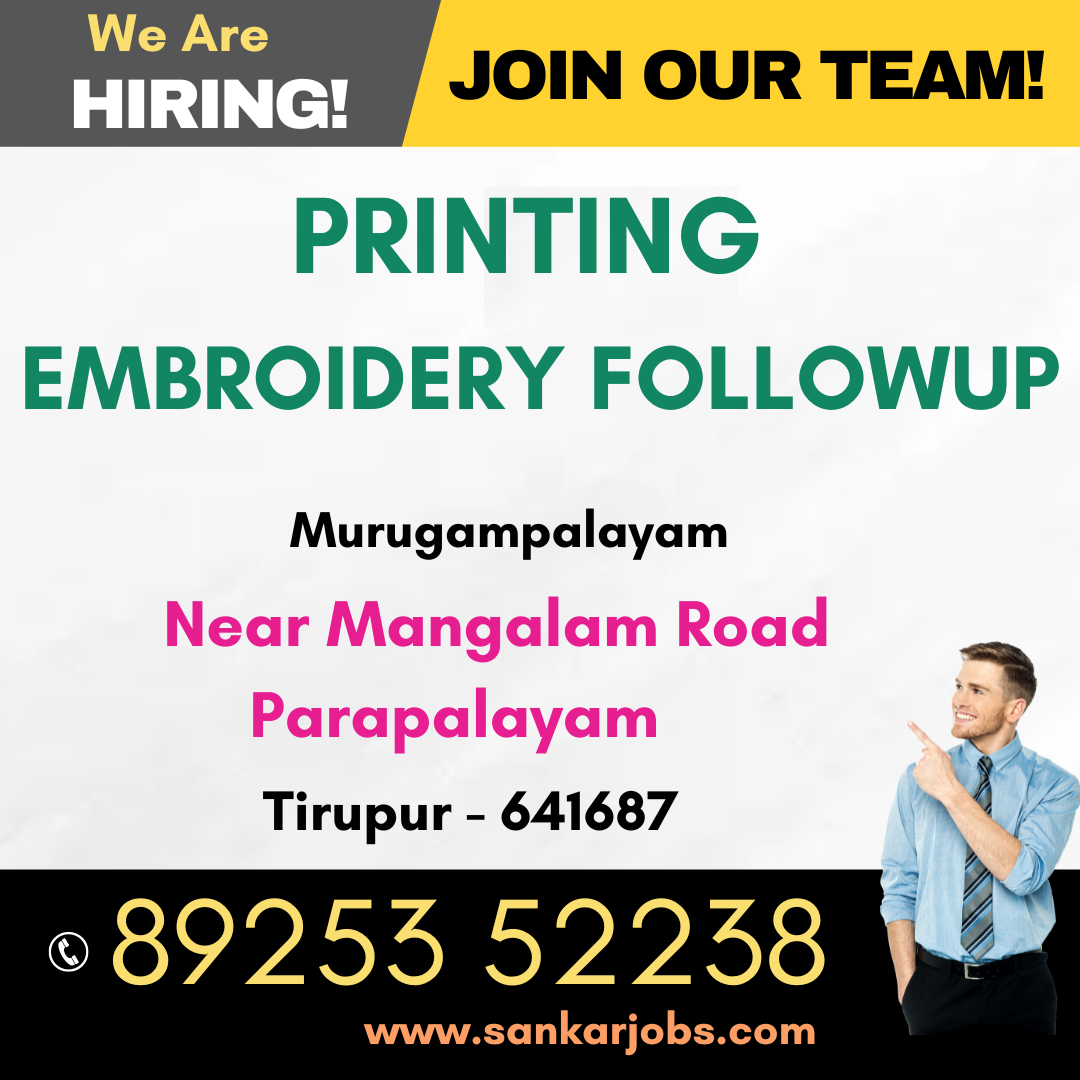 We Are
HIRING!
JOIN OUR TEAM!
PRINTING
EMBROIDERY FOLLOWUP
Murugampalayam
Near Mangalam Road
Parapalayam
Tirupur - 641687
89253 52238
www.sankarjobs.com